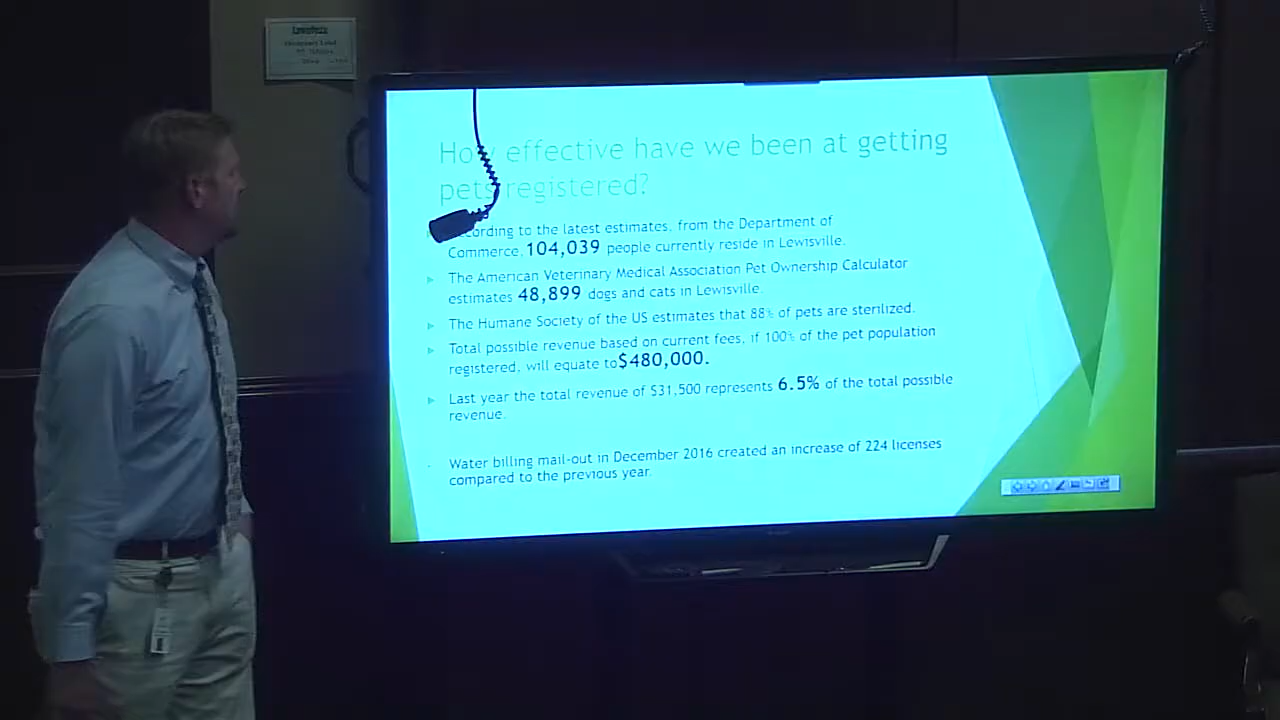 Lewisville
How effective have we been at getting
pets registered?
According to the latest estimates, from the Department of
Commerce, 104,039 people currently reside in Lewisville.
The American Veterinary Medical Association Pet Ownership Calculator
estimates 48,899 dogs and cats in Lewisville.
The Humane Society of the US estimates that 88% of pets are sterilized.
Total possible revenue based on current fees, if 100% of the pet population
registered, will equate to $480,000.
Last year the total revenue of $31,500 represents 6.5% of the total possible
revenue.
Water billing mail-out in December 2016 created an increase of 224 licenses
compared to the previous year.